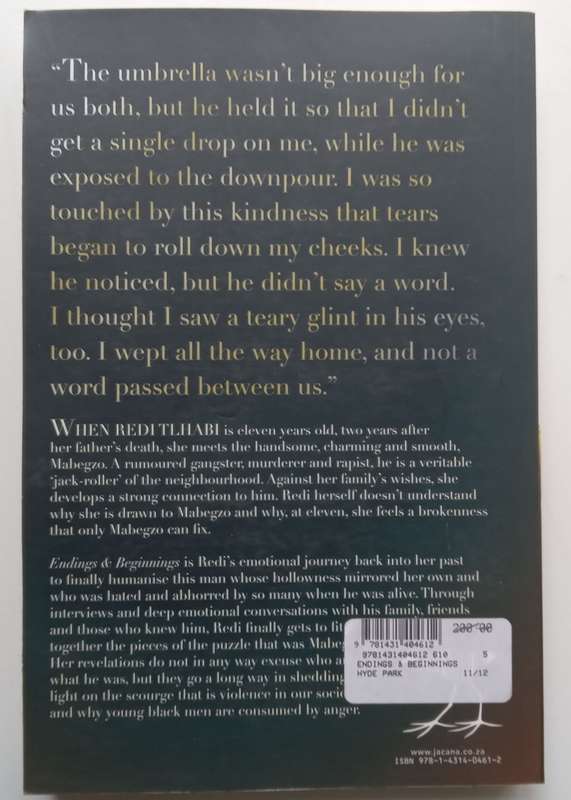 “The umbrella wasn’t big enough for
us both, but he held it so that I didn’t
get a single drop on me, while he was
exposed to the downpour. I was so
touched by this kindness that tears
began to roll down my cheeks. I knew
he noticed, but he didn’t say a word.
I thought I saw a teary glint in his eyes,
too. I wept all the way home, and not a
word passed between us.”
WHEN REDI TLHABI is eleven years old, two years after
her father’s death, she meets the handsome, charming and smooth,
Mabegzo. A rumoured gangster, murderer and rapist, he is a veritable
‘jack-roller’ of the neighbourhood. Against her family’s wishes, she
develops a strong connection to him. Redi herself doesn’t understand
why she is drawn to Mabegzo and why, at eleven, she feels a brokenness
that only Mabegzo can fix.
Endings & Beginnings is Redi’s emotional journey back into her past
to finally humanise this man whose hollowness mirrored her own and
who was hated and abhorred by so many when he was alive. Through
interviews and deep emotional conversations with his family, friends
and those who knew him, Redi finally gets to
together the pieces of the puzzle that was
Her revelations do not in any way excuse who
what he was, but they go a long way in shedding
light on the scourge that is violence in our
and why young black men are consumed by anger.
200.00
9 781431 404612
9781431404612 G10 5
ENDINGS & BEGINNINGS
HYDE PARK 11/12
www.jacana.co.za
ISBN 978-1-4314-0461-2